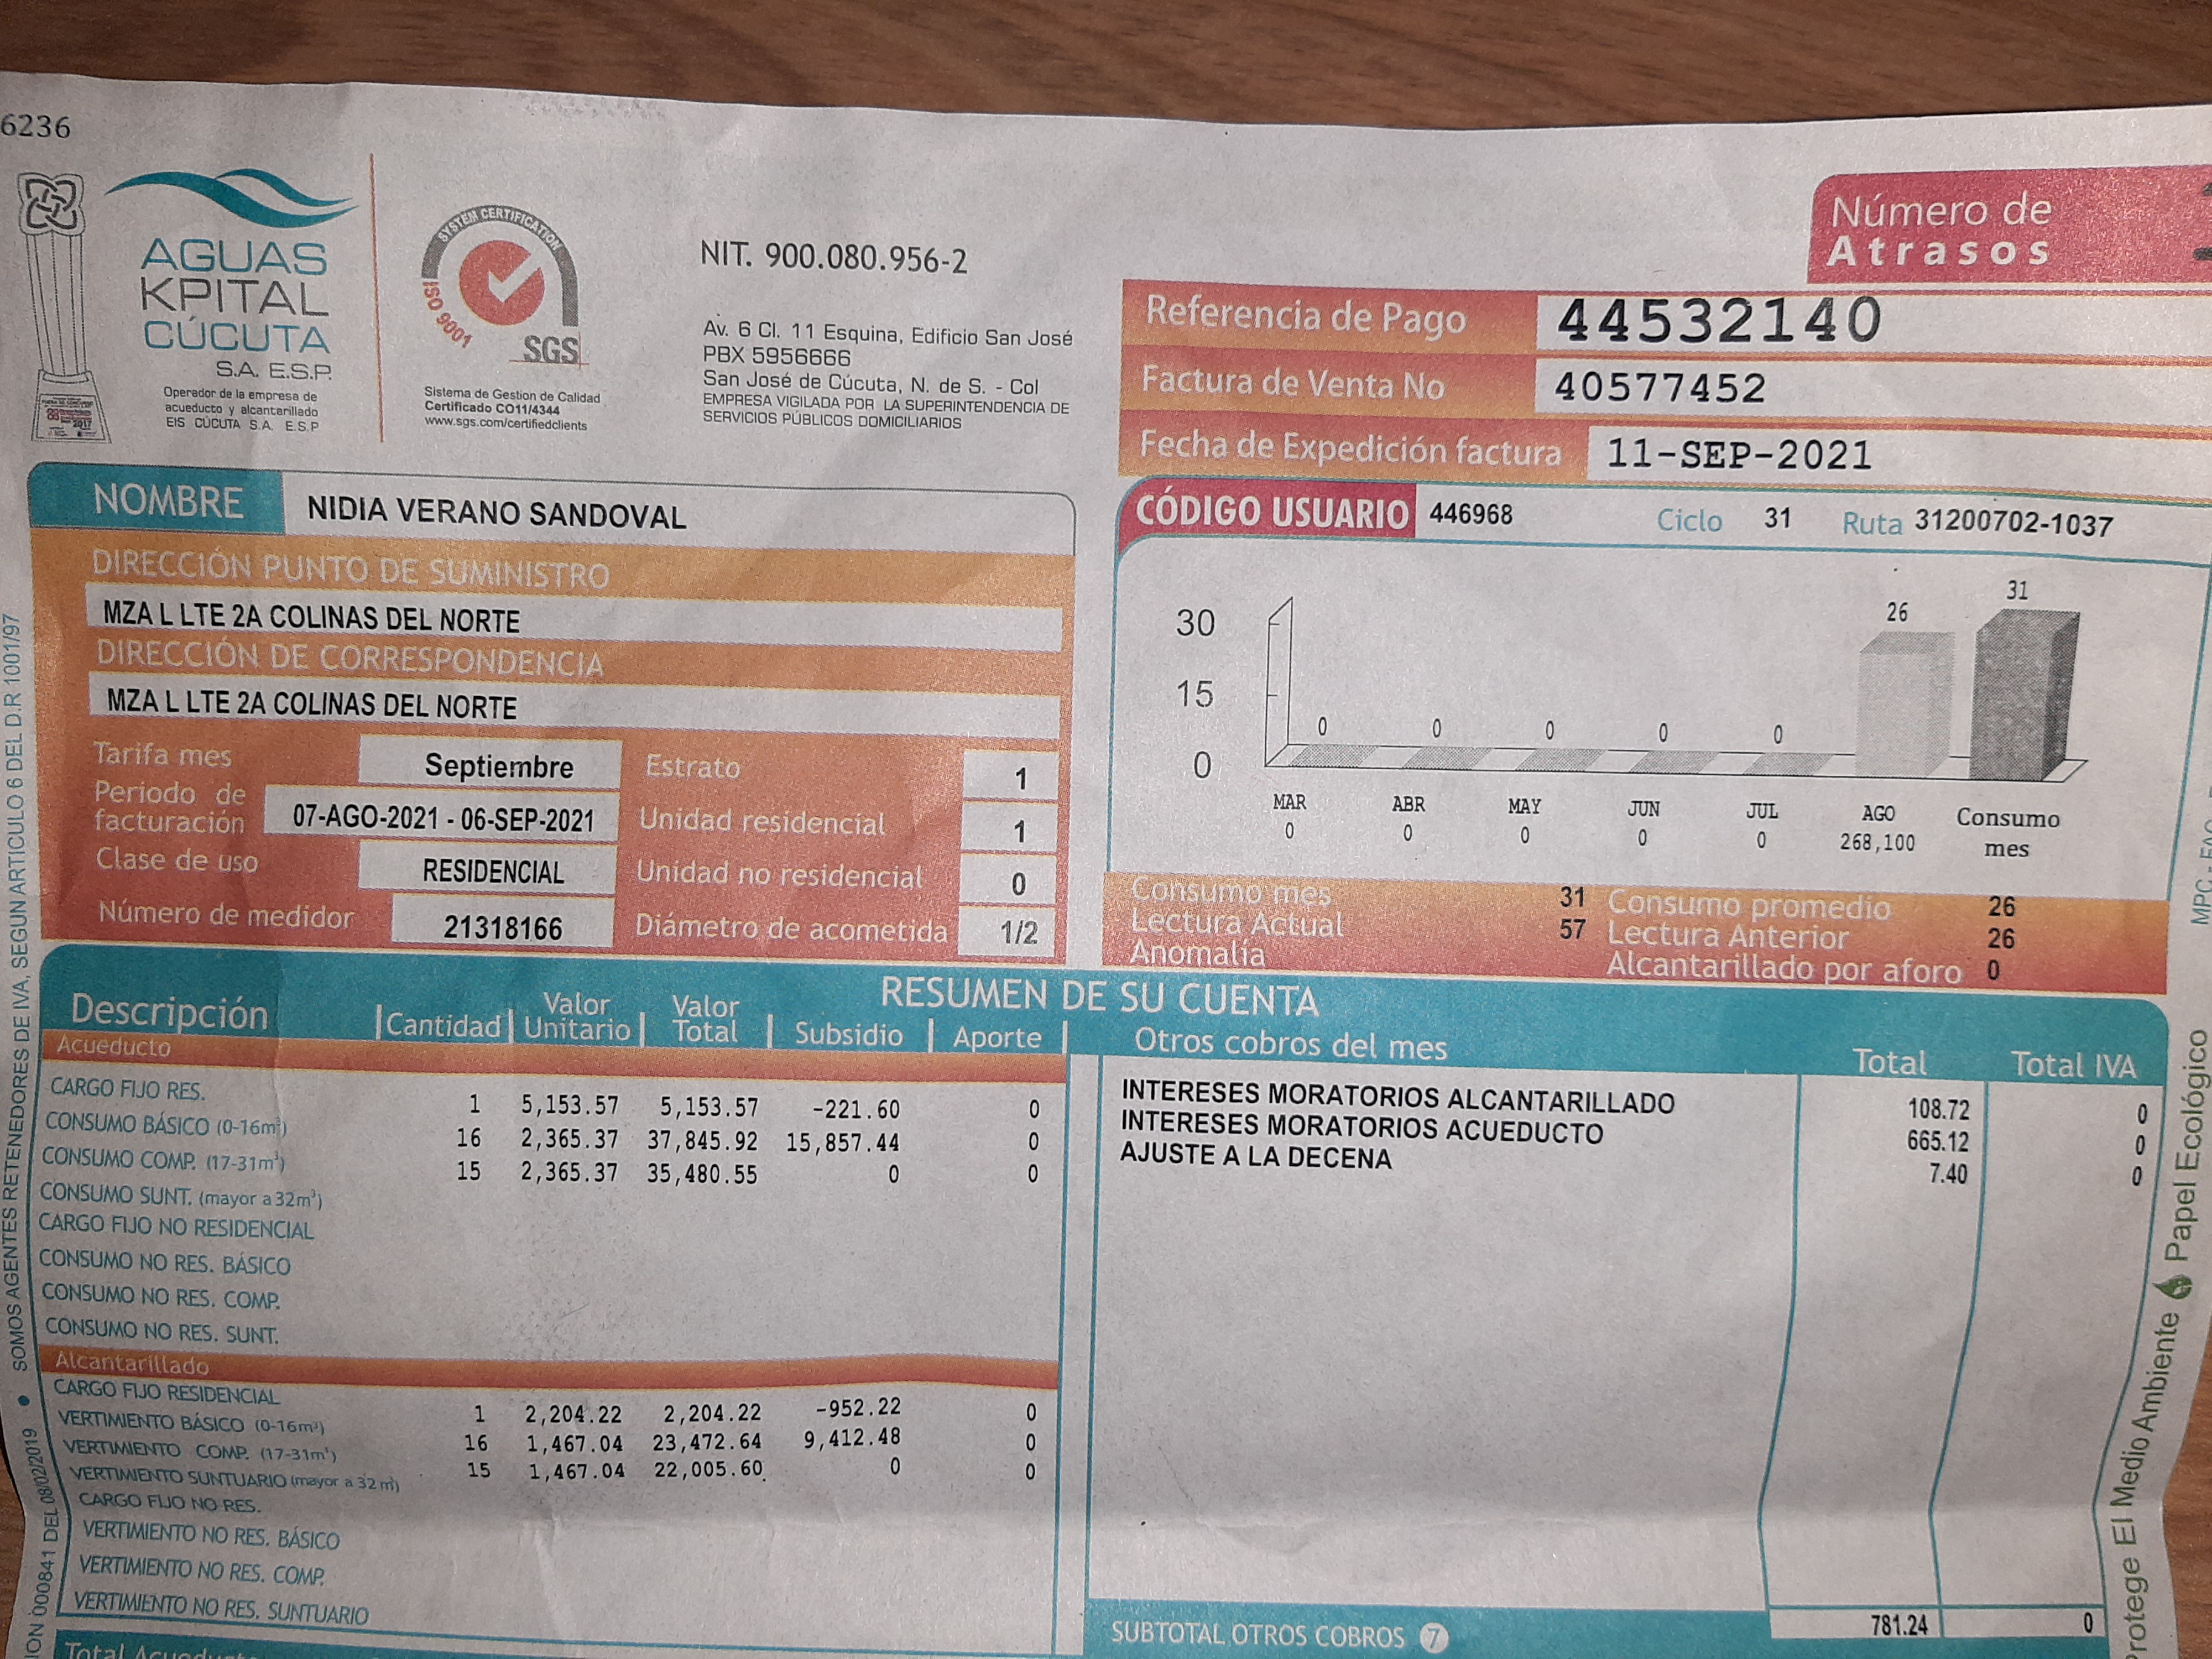 6236
AGUAS
KPITAL
CÚCUTA
S.A. E.S.P.
Operador de la empresa de
acueducto y alcantarillado
EIS CÚCUTA S.A. E.S.P
SYSTEM CERTIFICATION
ISO 9001
SGS
Sistema de Gestion de Calidad
Certificado CO11/4344
www.sgs.com/certifiedclients
NIT. 900.080.956-2
Av. 6 Cl. 11 Esquina, Edificio San José
PBX 5956666
San José de Cúcuta, N. de S. - Col
EMPRESA VIGILADA POR LA SUPERINTENDENCIA DE
SERVICIOS PÚBLICOS DOMICILIARIOS
Número de
Atrasos
Referencia de Pago 44532140
Factura de Venta No 40577452
Fecha de Expedición factura 11-SEP-2021
NOMBRE NIDIA VERANO SANDOVAL
DIRECCIÓN PUNTO DE SUMINISTRO
MZA L LTE 2A COLINAS DEL NORTE
DIRECCIÓN DE CORRESPONDENCIA
MZA L LTE 2A COLINAS DEL NORTE
Tarifa mes Septiembre Estrato 1
Periodo de
facturación 07-AGO-2021 - 06-SEP-2021 Unidad residencial 1
Clase de uso RESIDENCIAL Unidad no residencial 0
Número de medidor 21318166 Diámetro de acometida 1/2
CÓDIGO USUARIO 446968 Ciclo 31 Ruta 31200702-1037
30
15
0
0 0 0 0 0 26 31
MAR ABR MAY JUN JUL AGO Consumo
0 0 0 0 0 268,100 mes
Consumo mes 31 Consumo promedio 26
Lectura Actual 57 Lectura Anterior 26
Anomalía Alcantarillado por aforo 0
RESUMEN DE SU CUENTA
Descripción Cantidad Valor Unitario Valor Total Subsidio Aporte
Acueducto
CARGO FIJO RES. 1 5,153.57 5,153.57 -221.60 0
CONSUMO BÁSICO (0-16m³) 16 2,365.37 37,845.92 15,857.44 0
CONSUMO COMP. (17-31m³) 15 2,365.37 35,480.55 0 0
CONSUMO SUNT. (mayor a 32m³)
CARGO FIJO NO RESIDENCIAL
CONSUMO NO RES. BÁSICO
CONSUMO NO RES. COMP.
CONSUMO NO RES. SUNT.
Alcantarillado
CARGO FIJO RESIDENCIAL 1 2,204.22 2,204.22 -952.22 0
VERTIMIENTO BÁSICO (0-16m³) 16 1,467.04 23,472.64 9,412.48 0
VERTIMIENTO COMP. (17-31m³) 15 1,467.04 22,005.60 0 0
VERTIMIENTO SUNTUARIO (mayor a 32 m³)
CARGO FIJO NO RES.
VERTIMIENTO NO RES. BÁSICO
VERTIMIENTO NO RES. COMP.
VERTIMIENTO NO RES. SUNTUARIO
Otros cobros del mes Total Total IVA
INTERESES MORATORIOS ALCANTARILLADO 108.72 0
INTERESES MORATORIOS ACUEDUCTO 665.12 0
AJUSTE A LA DECENA 7.40 0
SUBTOTAL OTROS COBROS 7 781.24 0
DEL 08/02/2019 • SOMOS AGENTES RETENEDORES DE IVA, SEGUN ARTICULO 6 DEL D.R 1001/97
Protege El Medio Ambiente Papel Ecológico